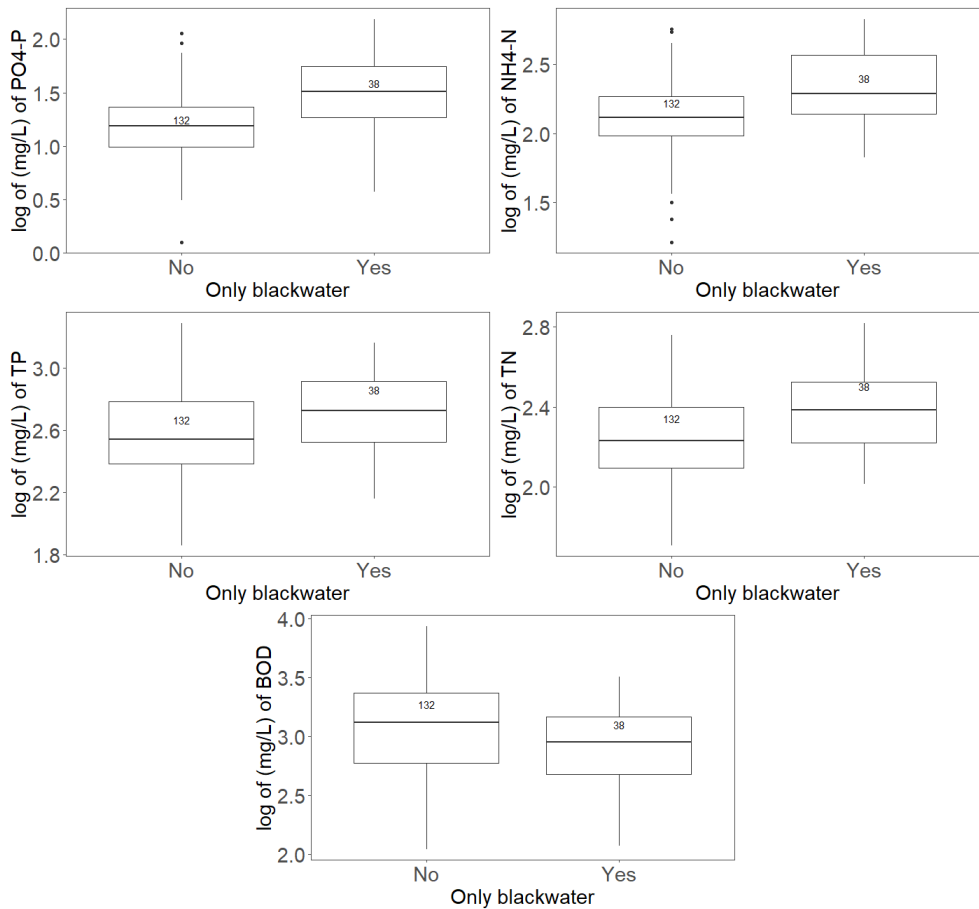 log of (mg/L) of PO4-P
2.0
1.5
1.0
0.5
0.0
132
38
No
Yes
Only blackwater
log of (mg/L) of NH4-N
2.5
2.0
1.5
132
38
No
Yes
Only blackwater
log of (mg/L) of TP
3.0
2.6
2.2
1.8
132
38
No
Yes
Only blackwater
log of (mg/L) of TN
2.8
2.4
2.0
132
38
No
Yes
Only blackwater
log of (mg/L) of BOD
4.0
3.5
3.0
2.5
2.0
132
38
No
Yes
Only blackwater